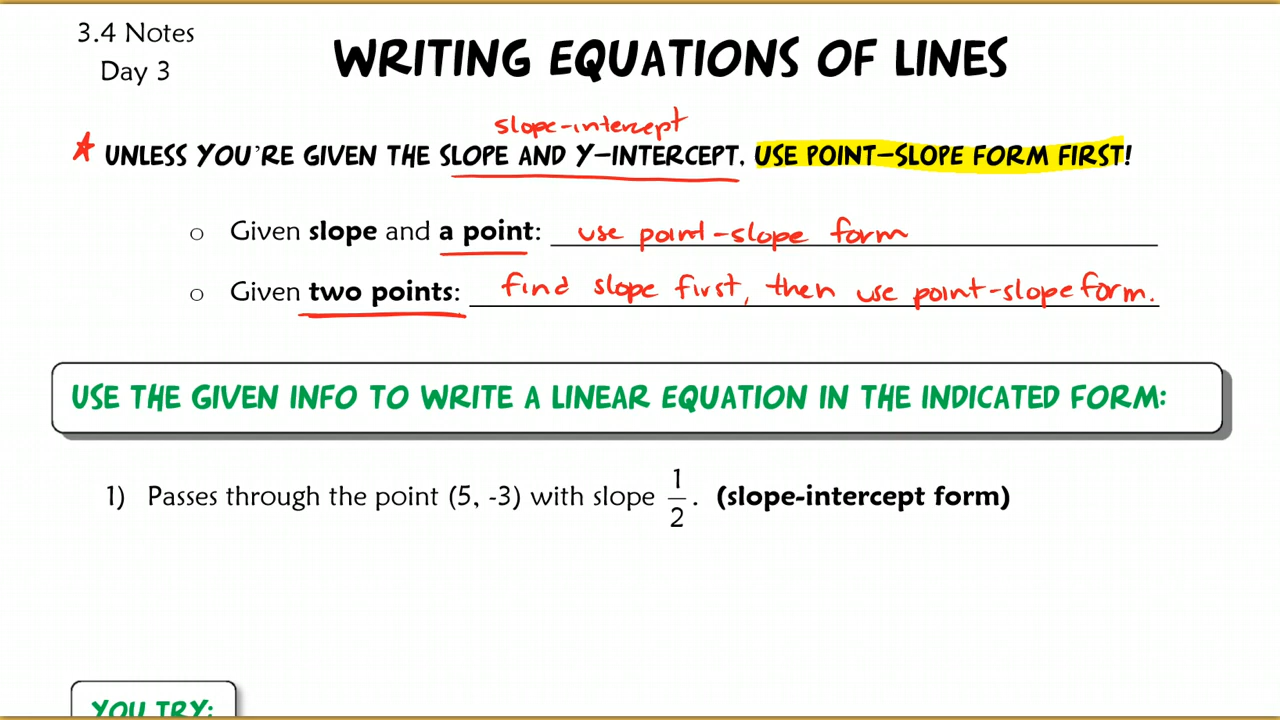 3.4 Notes
Day 3
WRITING EQUATIONS OF LINES
slope-intercept
UNLESS YOU'RE GIVEN THE SLOPE AND Y-INTERCEPT, USE POINT-SLOPE FORM FIRST!
o Given slope and a point: use point-slope form
o Given two points: find slope first, then use point-slope form.
USE THE GIVEN INFO TO WRITE A LINEAR EQUATION IN THE INDICATED FORM:
1) Passes through the point (5, -3) with slope 1/2. (slope-intercept form)
YOU TRY: